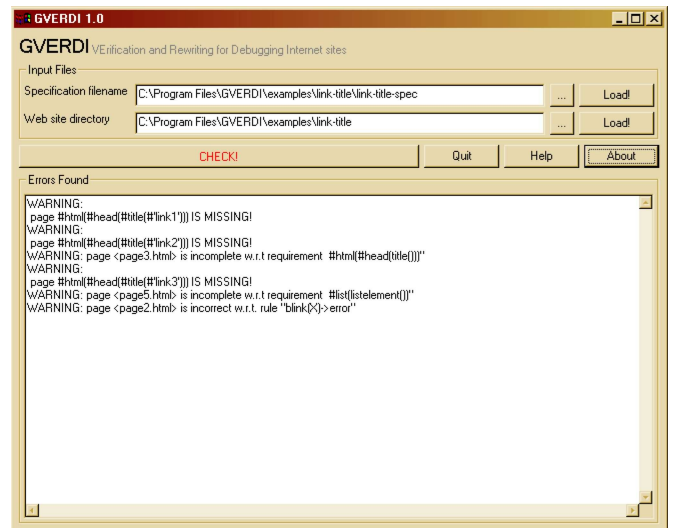 GVERDI 1.0
GVERDI VErification and Rewriting for Debugging Internet sites
Input Files
Specification filename C:\Program Files\GVERDI\examples\link-title\link-title-spec ... Load!
Web site directory C:\Program Files\GVERDI\examples\link-title ... Load!
CHECK! Quit Help About
Errors Found
WARNING:
page #html(#head(#title(#'link1'))) IS MISSING!
WARNING:
page #html(#head(#title(#'link2'))) IS MISSING!
WARNING: page <page3.html> is incomplete w.r.t requirement #html(#head(title()))"
WARNING:
page #html(#head(#title(#'link3'))) IS MISSING!
WARNING: page <page5.html> is incomplete w.r.t requirement #list(listelement())"
WARNING: page <page2.html> is incorrect w.r.t. rule "blink(X)->error"